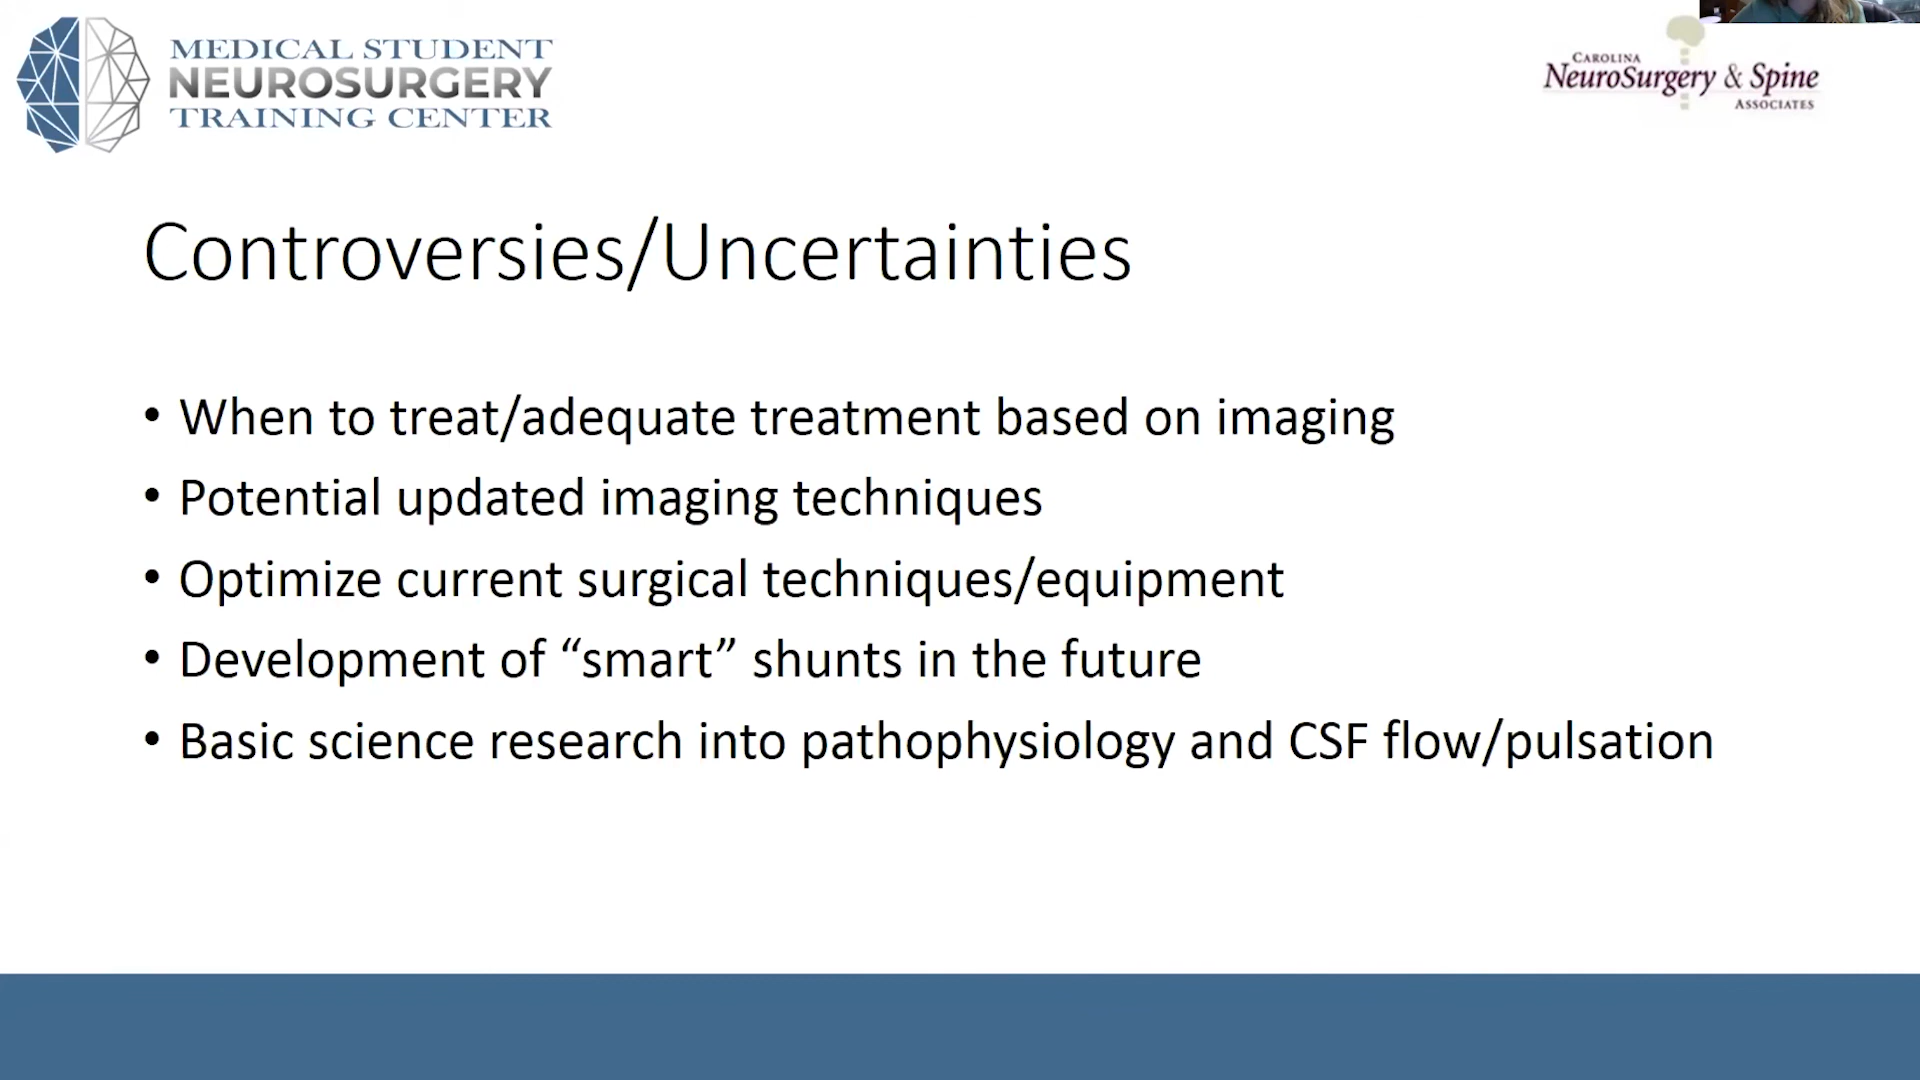 MEDICAL STUDENT
NEUROSURGERY
TRAINING CENTER
CAROLINA
NeuroSurgery & Spine
ASSOCIATES
Controversies/Uncertainties
• When to treat/adequate treatment based on imaging
• Potential updated imaging techniques
• Optimize current surgical techniques/equipment
• Development of “smart” shunts in the future
• Basic science research into pathophysiology and CSF flow/pulsation